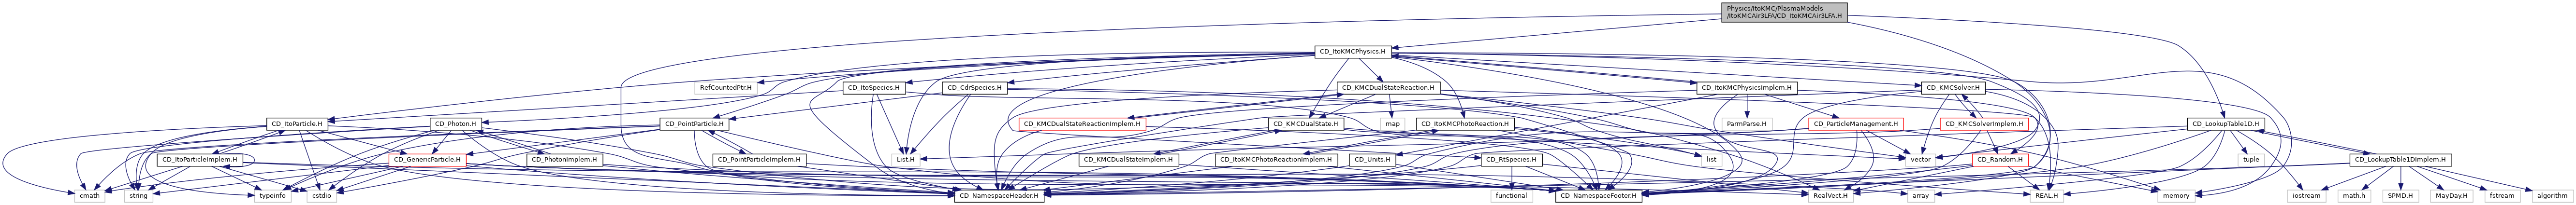 Physics/ItoKMC/PlasmaModels
/ItoKMCAir3LFA/CD_ItoKMCAir3LFA.H
CD_ItoKMCPhysics.H
RefCountedPtr.H
CD_ItoSpecies.H
CD_CdrSpecies.H
CD_KMCDualStateReaction.H
CD_ItoKMCPhysicsImplem.H
CD_KMCSolver.H
CD_ItoParticle.H
CD_Photon.H
CD_PointParticle.H
CD_KMCDualStateReactionImplem.H
CD_KMCDualState.H
map
CD_ItoKMCPhotoReaction.H
ParmParse.H
CD_ParticleManagement.H
CD_KMCSolverImplem.H
CD_LookupTable1D.H
CD_ItoParticleImplem.H
CD_GenericParticle.H
CD_PhotonImplem.H
CD_PointParticleImplem.H
List.H
CD_KMCDualStateImplem.H
CD_ItoKMCPhotoReactionImplem.H
CD_Units.H
CD_RtSpecies.H
list
vector
CD_Random.H
tuple
CD_LookupTable1DImplem.H
cmath
string
typeinfo
cstdio
CD_NamespaceHeader.H
functional
CD_NamespaceFooter.H
RealVect.H
array
REAL.H
memory
iostream
math.h
SPMD.H
MayDay.H
fstream
algorithm